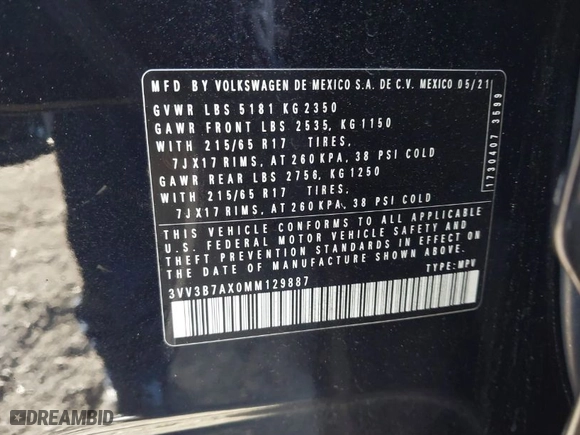 MFD BY VOLKSWAGEN DE MEXICO S.A. DE C.V. MEXICO 05/21
GVWR LBS 5181 KG 2350
GAWR FRONT LBS 2535, KG 1150
WITH 215/65 R17 TIRES,
7JX17 RIMS, AT 260 KPA, 38 PSI COLD
GAWR REAR LBS 2756, KG 1250
WITH 215/65 R17 TIRES,
7JX17 RIMS, AT 260 KPA, 38 PSI COLD
THIS VEHICLE CONFORMS TO ALL APPLICABLE
U.S. FEDERAL MOTOR VEHICLE SAFETY AND
THEFT PREVENTION STANDARDS IN EFFECT ON
THE DATE OF MANUFACTURE SHOWN ABOVE.
3VV3B7AX0MM129887 TYPE: MPV
1730407 3599
DREAMBID